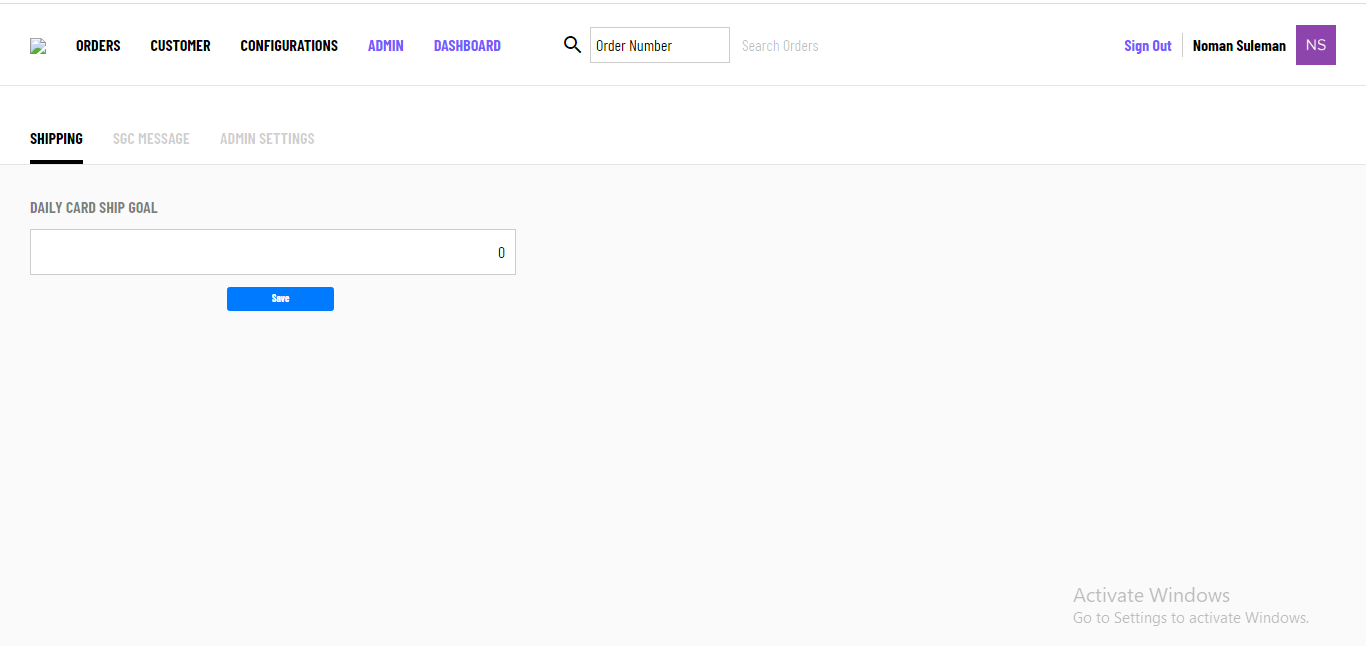 ORDERS CUSTOMER CONFIGURATIONS ADMIN DASHBOARD Order Number Search Orders Sign Out Noman Suleman NS
SHIPPING SGC MESSAGE ADMIN SETTINGS
DAILY CARD SHIP GOAL
0
Save
Activate Windows
Go to Settings to activate Windows.